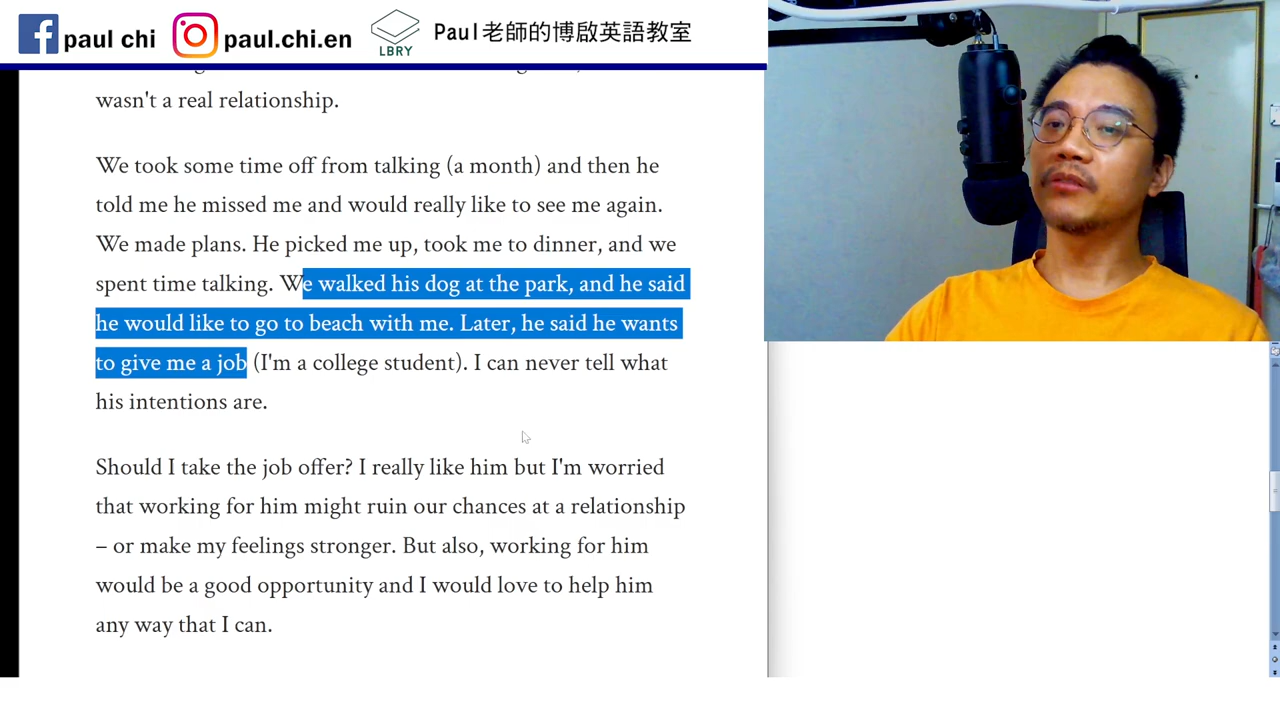 paul chi
paul.chi.en
LBRY
Paul老師的博啟英語教室
wasn't a real relationship.
We took some time off from talking (a month) and then he
told me he missed me and would really like to see me again.
We made plans. He picked me up, took me to dinner, and we
spent time talking. We walked his dog at the park, and he said
he would like to go to beach with me. Later, he said he wants
to give me a job (I'm a college student). I can never tell what
his intentions are.
Should I take the job offer? I really like him but I'm worried
that working for him might ruin our chances at a relationship
– or make my feelings stronger. But also, working for him
would be a good opportunity and I would love to help him
any way that I can.